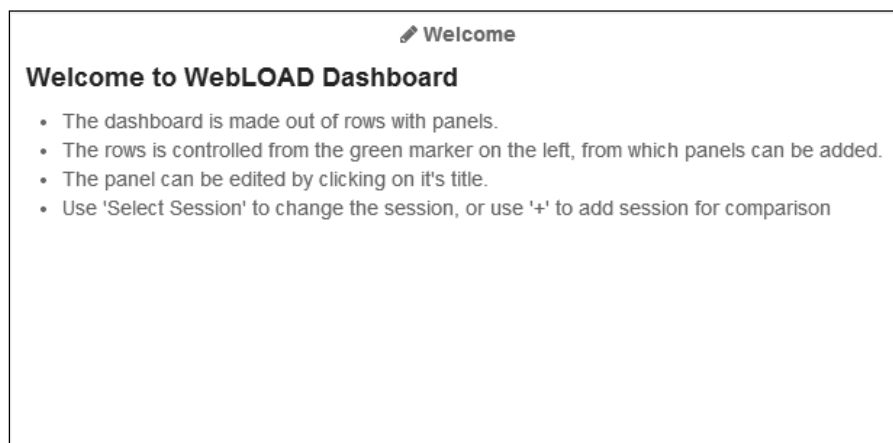 Welcome
Welcome to WebLOAD Dashboard
• The dashboard is made out of rows with panels.
• The rows is controlled from the green marker on the left, from which panels can be added.
• The panel can be edited by clicking on it's title.
• Use 'Select Session' to change the session, or use '+' to add session for comparison